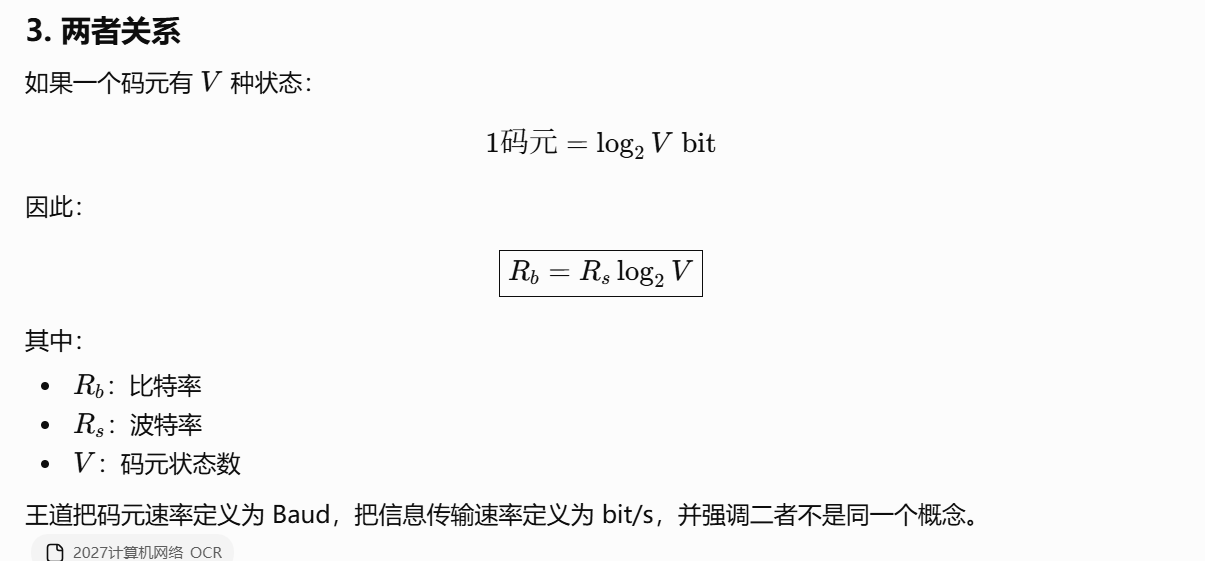 3. 两者关系
如果一个码元有 V 种状态：
1码元 = log₂ V bit
因此：
R_b = R_s log₂ V
其中：
• R_b：比特率
• R_s：波特率
• V：码元状态数
王道把码元速率定义为 Baud，把信息传输速率定义为 bit/s，并强调二者不是同一个概念。
2027计算机网络_OCR